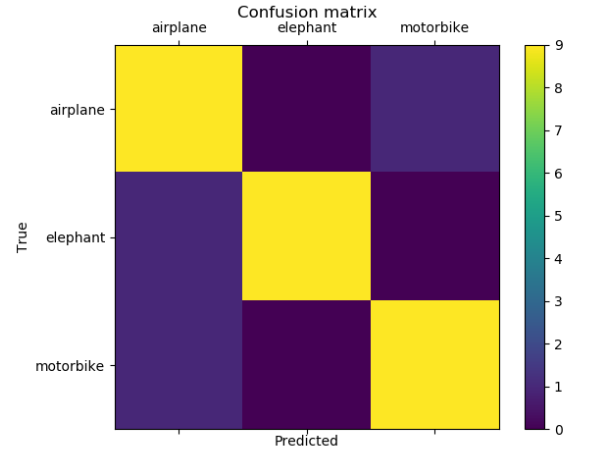 Confusion matrix
airplane elephant motorbike
airplane
elephant
motorbike
True
Predicted
9
8
7
6
5
4
3
2
1
0